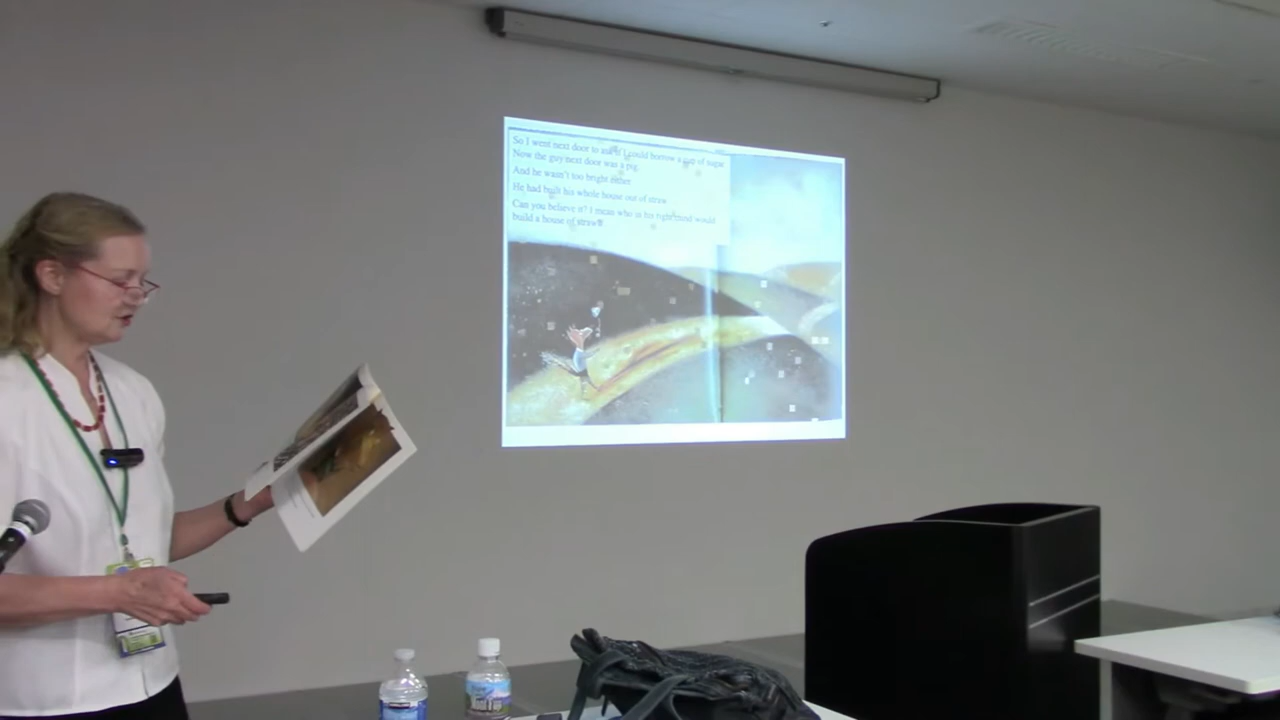 So I went next door to ask if I could borrow a cup of sugar
Now the guy next door was a pig
And he wasn't too bright either
He had built his whole house out of straw
Can you believe it? I mean who in his right mind would
build a house of straw?